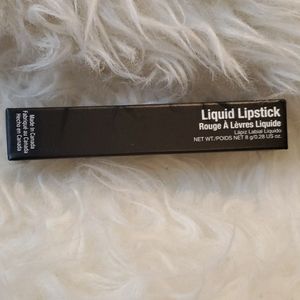 Made In Canada
Fabriqué au Canada
Hecho en Canada
Liquid Lipstick
Rouge À Lèvres Liquide
Lápiz Labial Líquido
NET WT./POIDS NET 8 g/0.28 US oz.